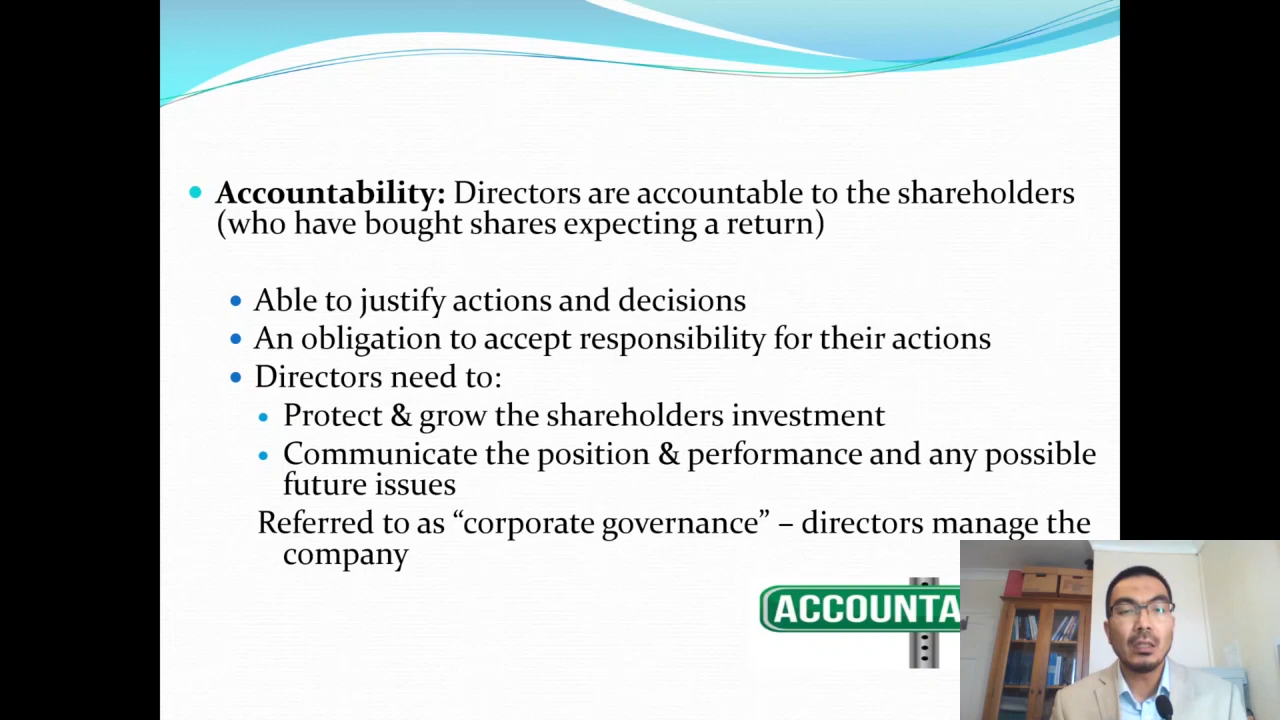 Accountability: Directors are accountable to the shareholders
(who have bought shares expecting a return)
Able to justify actions and decisions
An obligation to accept responsibility for their actions
Directors need to:
Protect & grow the shareholders investment
Communicate the position & performance and any possible
future issues
Referred to as “corporate governance” – directors manage the
company
ACCOUNTA